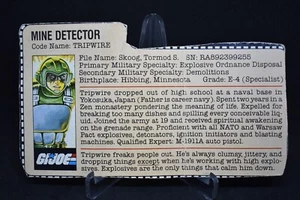 MINE DETECTOR
Code Name: TRIPWIRE
File Name: Skoog, Tormod S. SN: RA892399255
Primary Military Specialty: Explosive Ordnance Disposal
Secondary Military Specialty: Demolitions
Birthplace: Hibbing, Minnesota Grade: E-4 (Specialist)
Tripwire dropped out of high school at a naval base in
Yokosuka, Japan (Father is career navy). Spent two years in a
Zen monastery pondering the meaning of life. Expelled for
breaking too many dishes and spilling every conceivable liq-
uid. Joined the army at 19 and received spiritual awakening
on the grenade range. Proficient with all NATO and Warsaw
Pact explosives, detonators, ignition initiators and blasting
machines. Qualified Expert: M-1911A auto pistol.
Tripwire freaks people out. He's always clumsy, jittery, and
dropping things except when he's working with high explo-
sives. Explosives are the only things that calm him down.
G.I. JOE